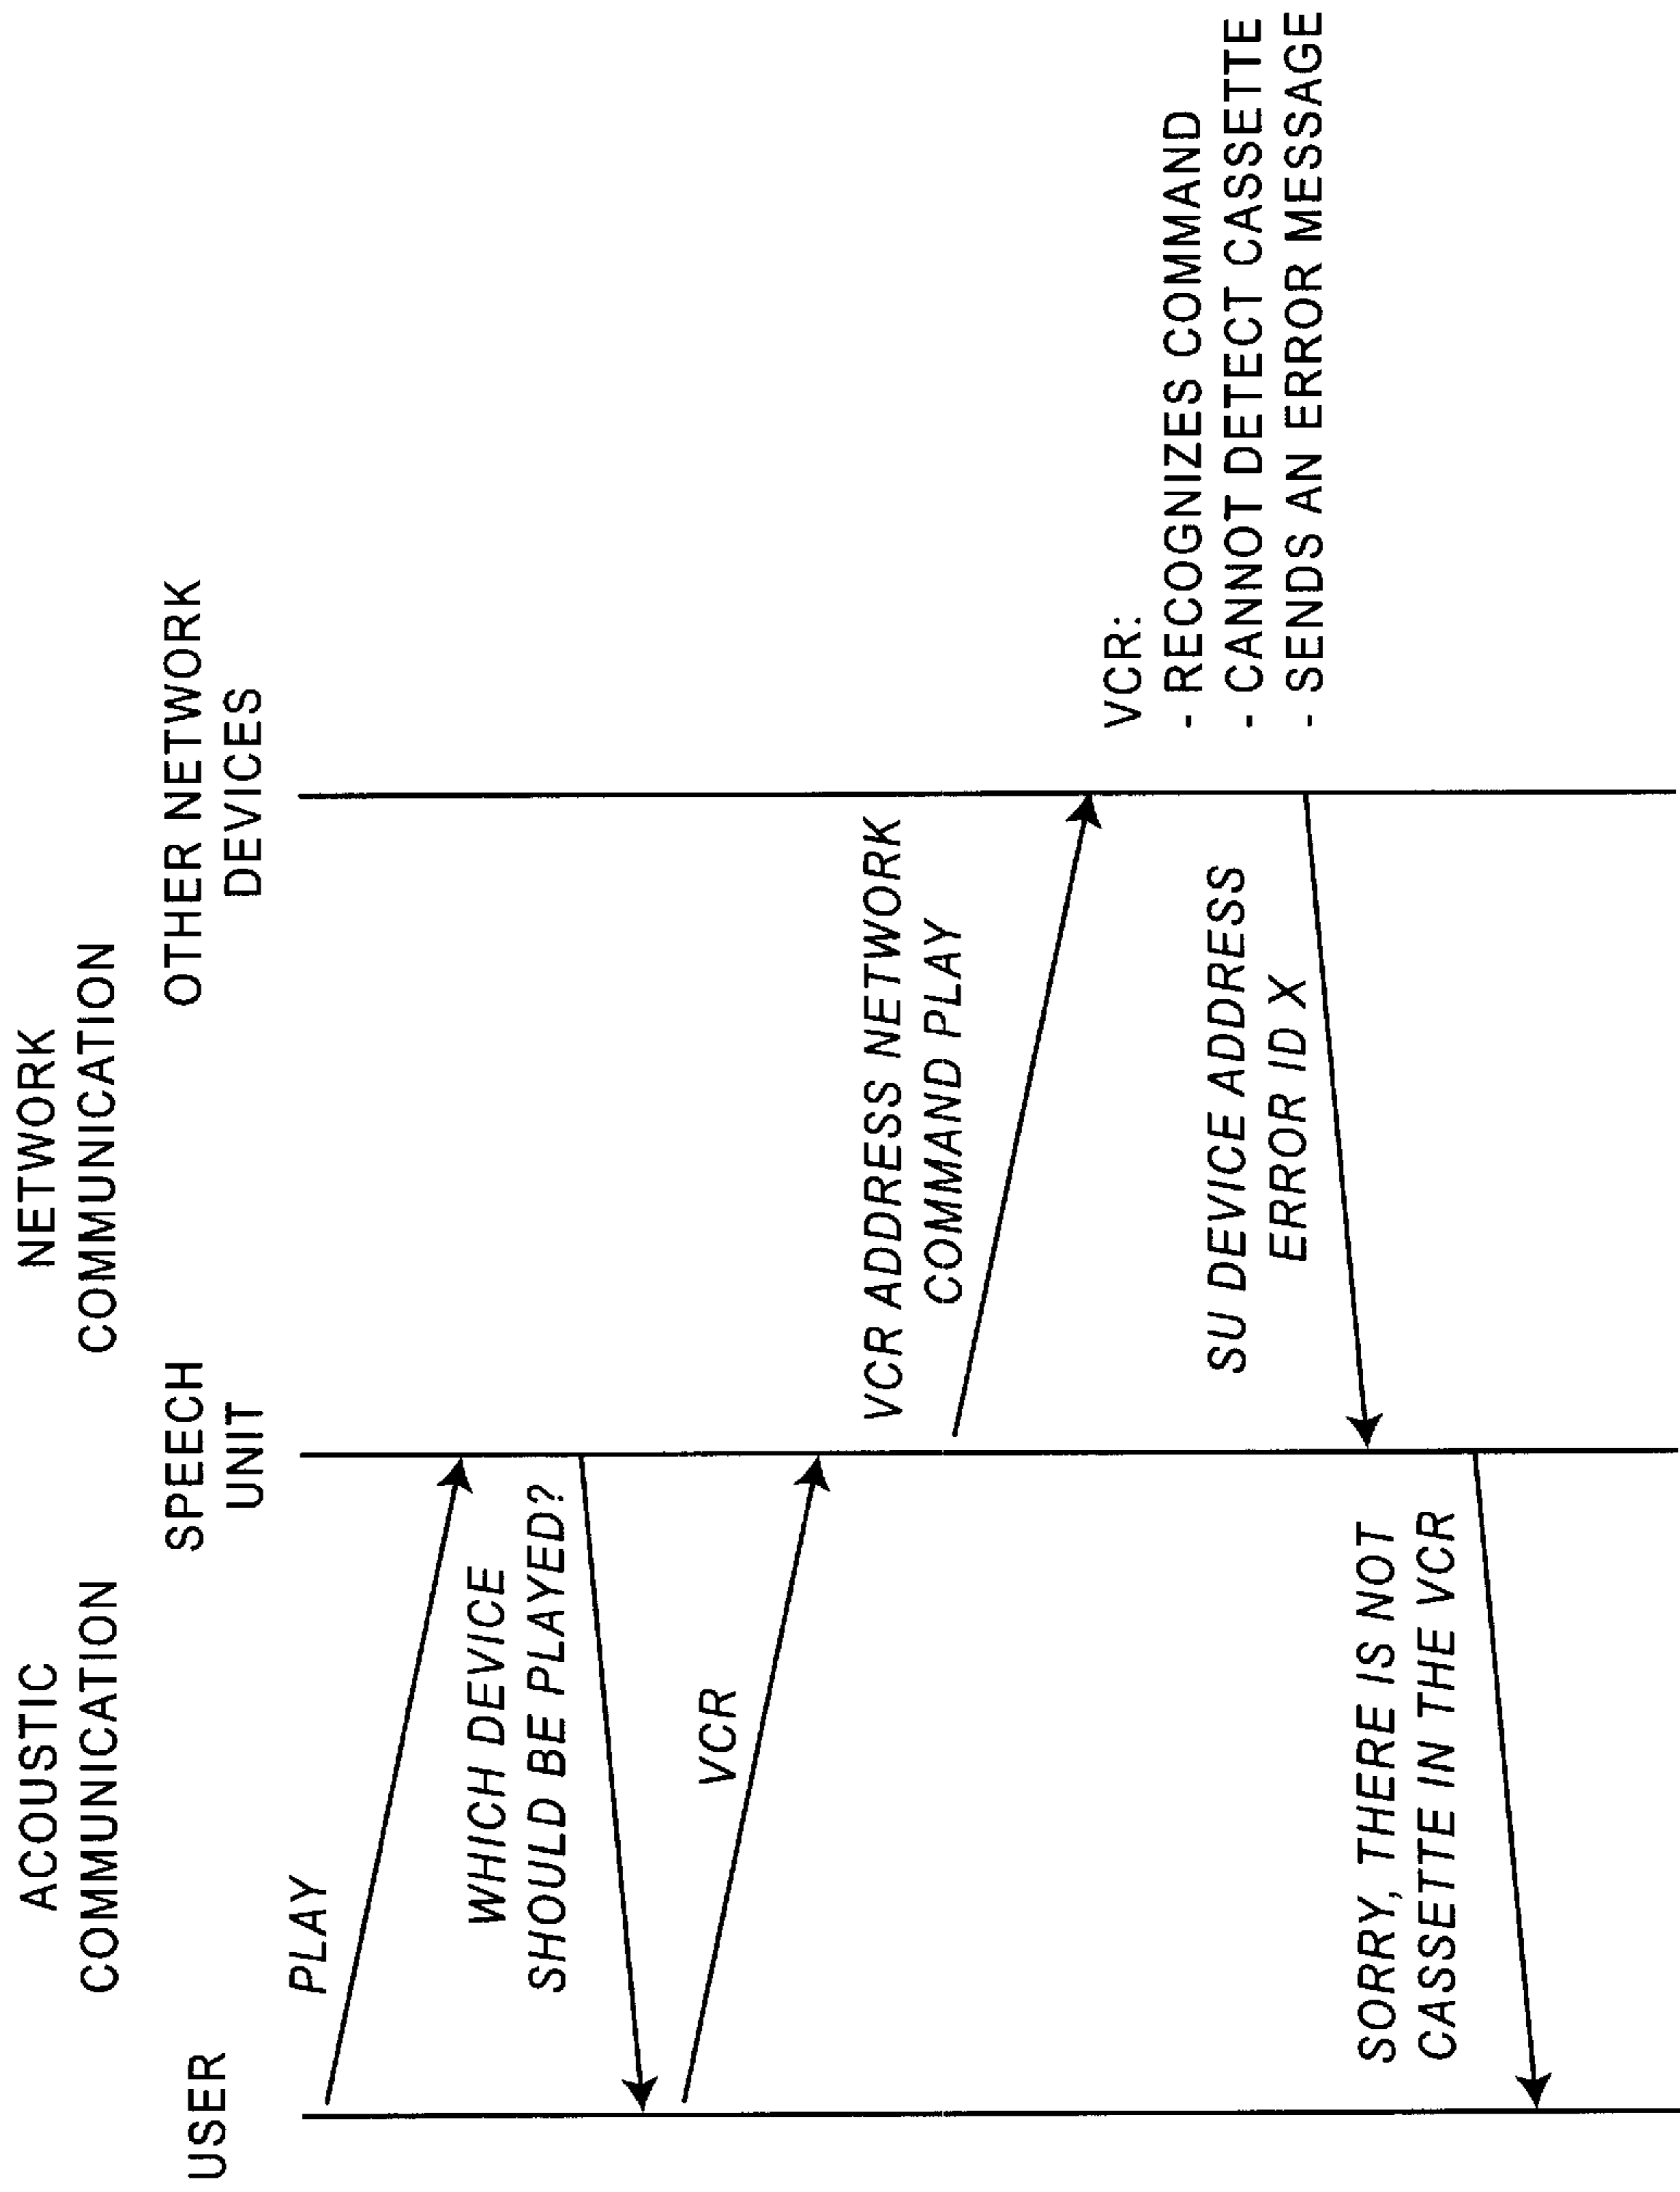 ACOUSTIC
COMMUNICATION
NETWORK
COMMUNICATION
USER
SPEECH
UNIT
OTHER NETWORK
DEVICES
PLAY
WHICH DEVICE
SHOULD BE PLAYED?
VCR
VCR ADDRESS NETWORK
COMMAND PLAY
VCR:
- RECOGNIZES COMMAND
- CANNOT DETECT CASSETTE
- SENDS AN ERROR MESSAGE
SU DEVICE ADDRESS
ERROR ID X
SORRY, THERE IS NOT
CASSETTE IN THE VCR